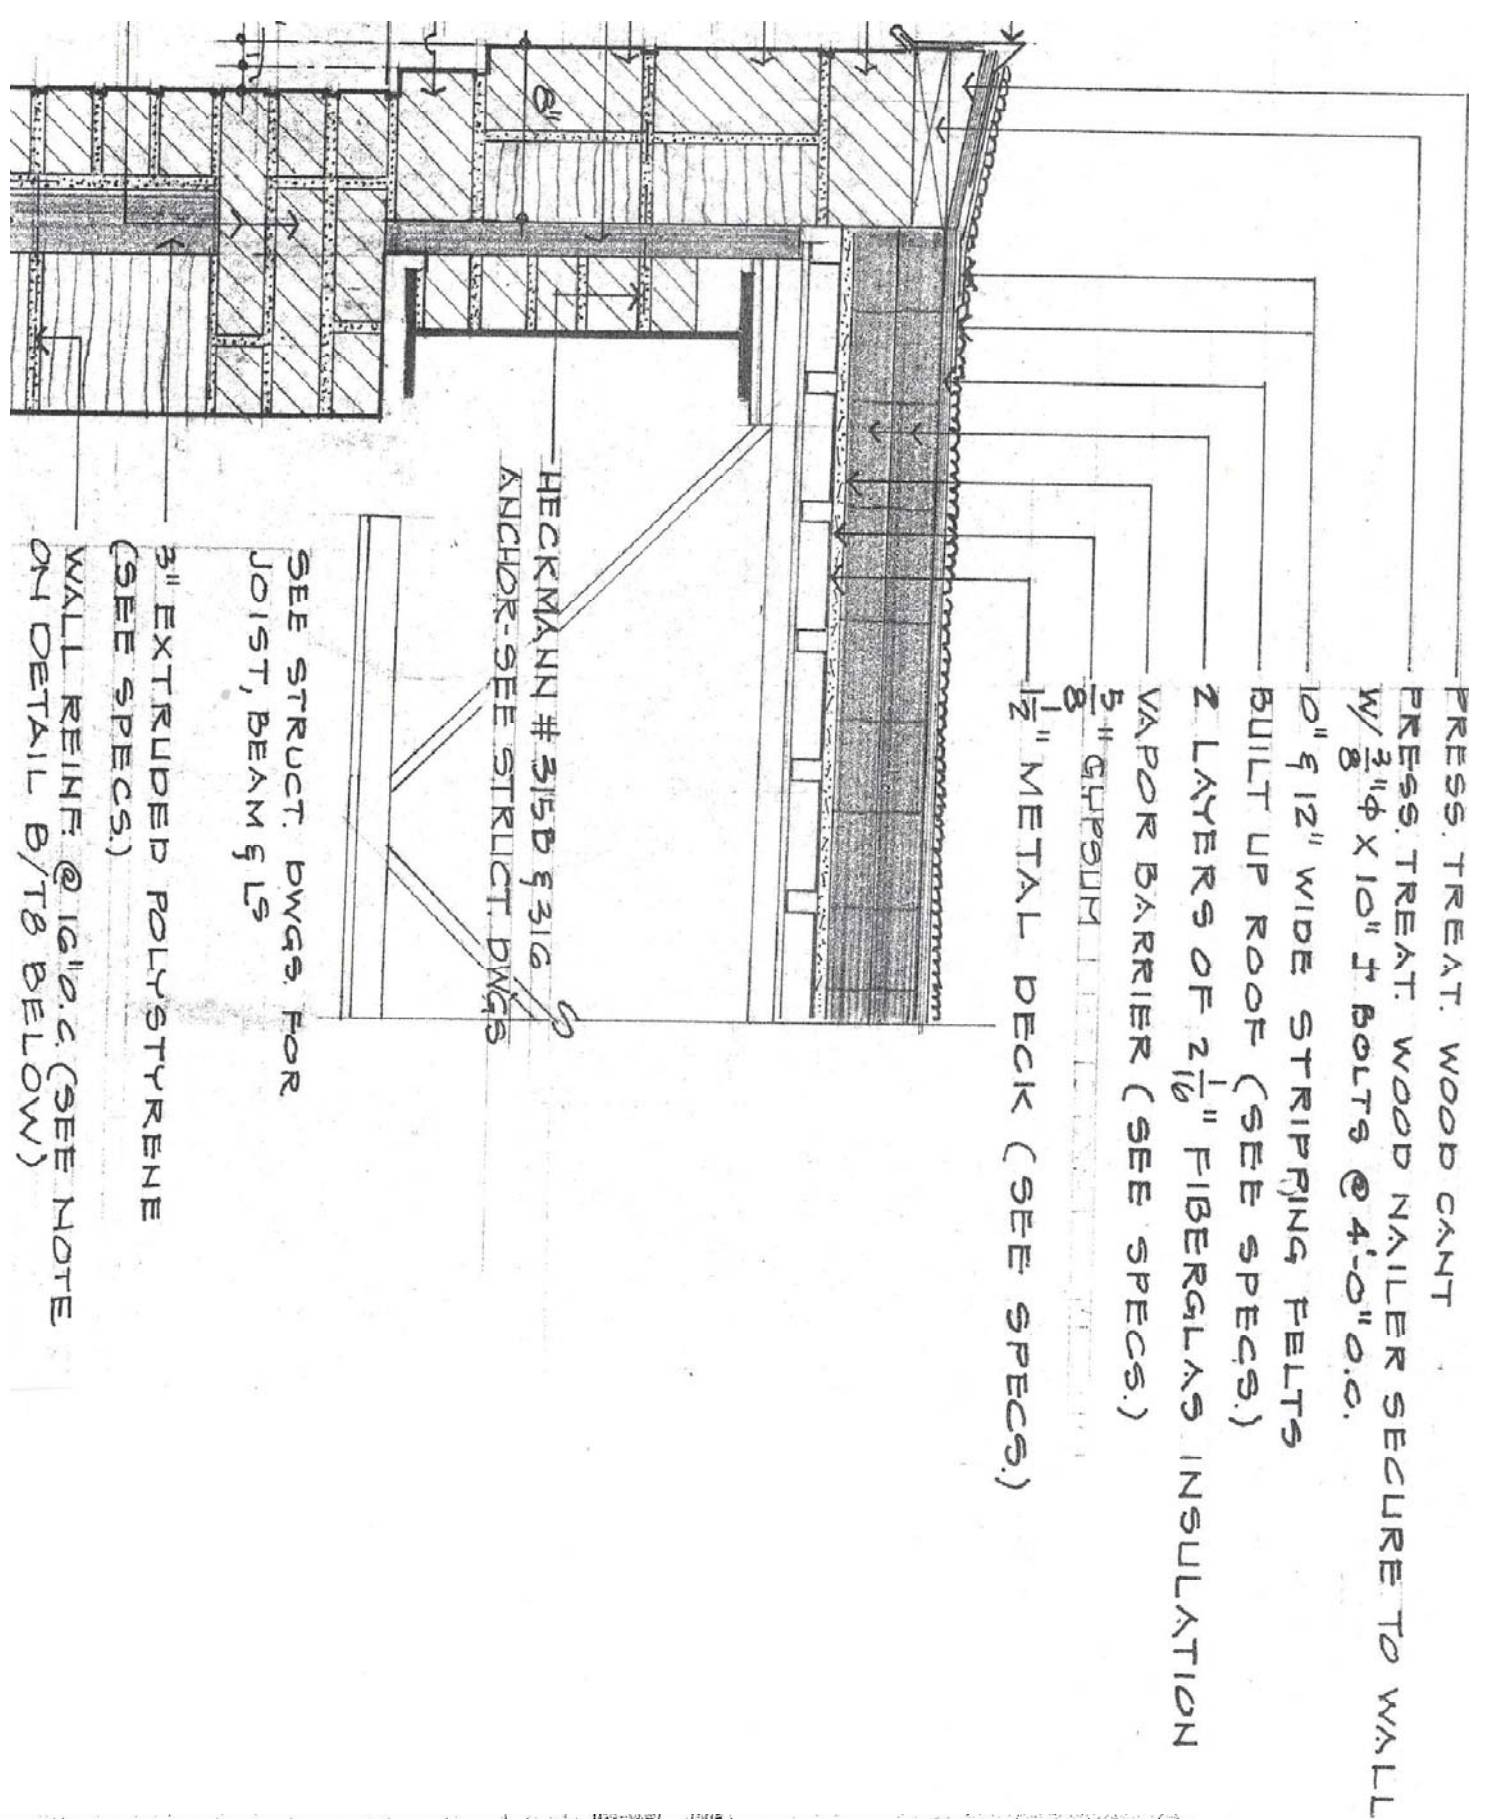 PRESS. TREAT. WOOD CANT
PRESS. TREAT. WOOD NAILER SECURE TO WALL
W/ 3/8"φ X 10" J BOLTS @ 4'-0" O.C.
10" & 12" WIDE STRIPPING FELTS
BUILT UP ROOF (SEE SPECS.)
2 LAYERS OF 2 1/16" FIBERGLAS INSULATION
VAPOR BARRIER (SEE SPECS.)
5/8" GYPSUM
1 1/2" METAL DECK (SEE SPECS.)
8"
HECKMANN # 315B & 316
ANCHOR-SEE STRUCT. DWGS
SEE STRUCT. DWGS. FOR
JOIST, BEAM & LS
3" EXTRUDED POLYSTYRENE
(SEE SPECS.)
WALL REINF. @ 16" O.C. (SEE NOTE
ON DETAIL B/T8 BELOW)